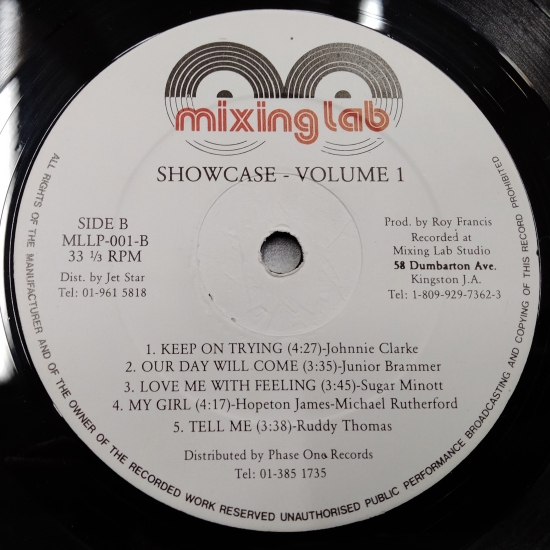 mixing lab
SHOWCASE - VOLUME 1
SIDE B
MLLP-001-B
33 ⅓ RPM
Dist. by Jet Star
Tel: 01-961 5818
Prod. by Roy Francis
Recorded at
Mixing Lab Studio
58 Dumbarton Ave.
Kingston J.A.
Tel: 1-809-929-7362-3
1. KEEP ON TRYING (4:27)-Johnnie Clarke
2. OUR DAY WILL COME (3:35)-Junior Brammer
3. LOVE ME WITH FEELING (3:45)-Sugar Minott
4. MY GIRL (4:17)-Hopeton James-Michael Rutherford
5. TELL ME (3:38)-Ruddy Thomas
Distributed by Phase One Records
Tel: 01-385 1735
ALL RIGHTS OF THE MANUFACTURER AND OF THE OWNER OF THE RECORDED WORK RESERVED UNAUTHORISED PUBLIC PERFORMANCE BROADCASTING AND COPYING OF THIS RECORD PROHIBITED